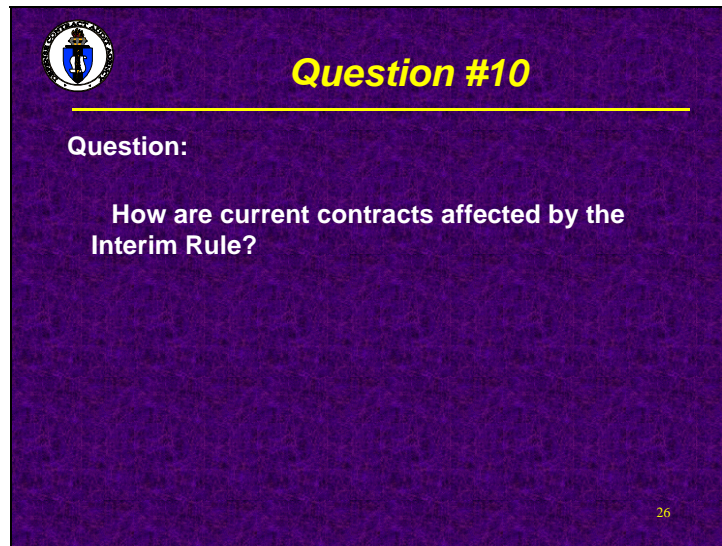 Question #10
Question:
How are current contracts affected by the
Interim Rule?
26